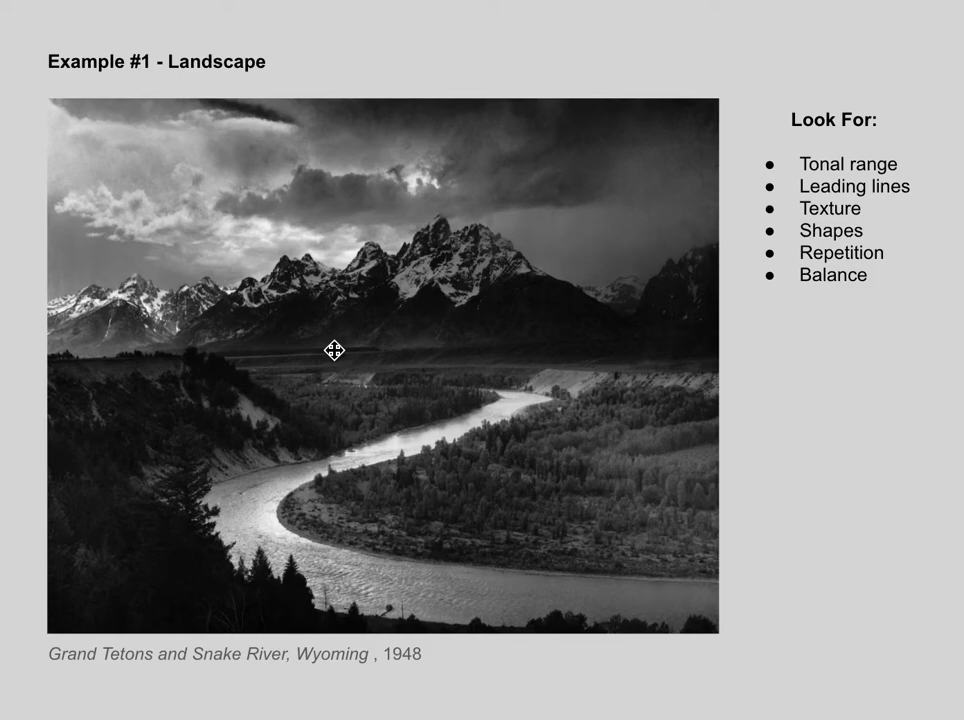 Example #1 - Landscape
Look For:
● Tonal range
● Leading lines
● Texture
● Shapes
● Repetition
● Balance
Grand Tetons and Snake River, Wyoming , 1948